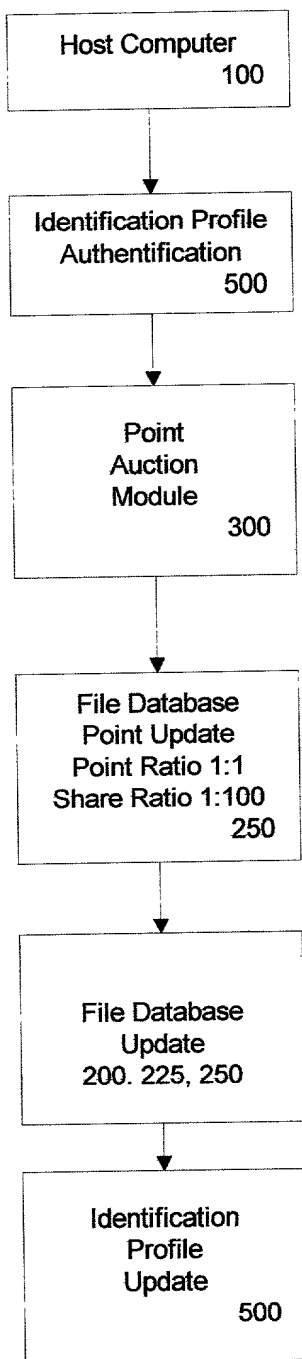 Host Computer
100
Identification Profile
Authentification
500
Point
Auction
Module
300
File Database
Point Update
Point Ratio 1:1
Share Ratio 1:100
250
File Database
Update
200. 225, 250
Identification
Profile
Update
500